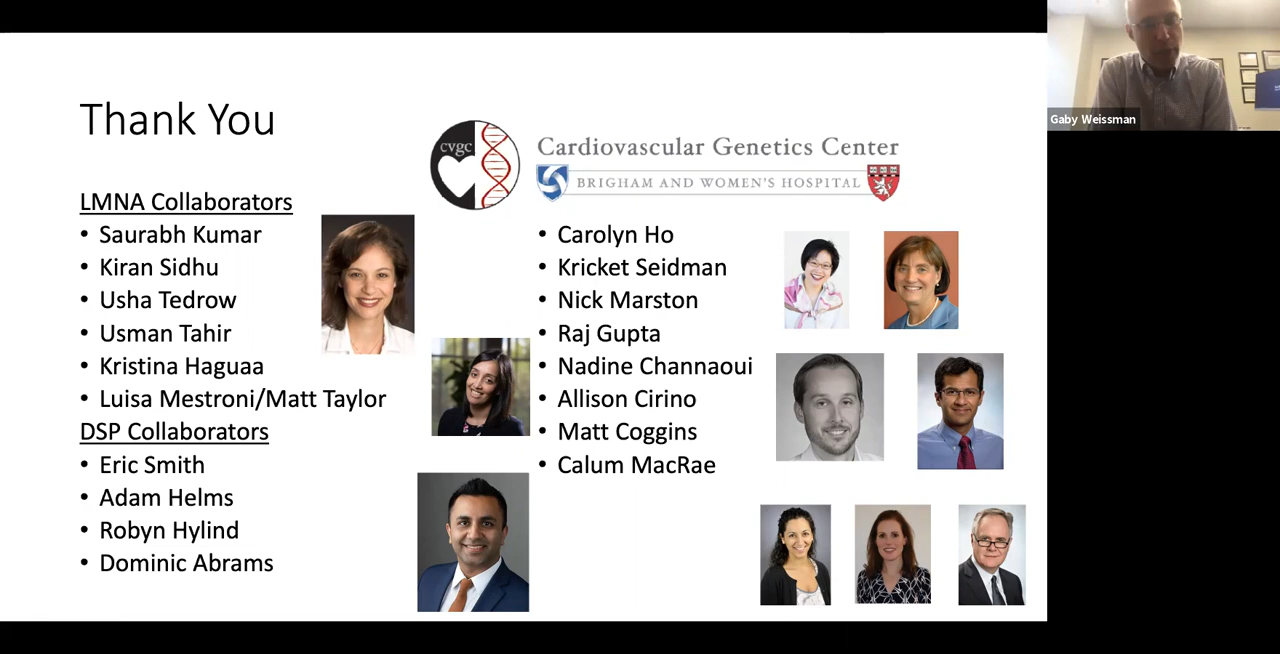 Thank You
cvgc
Cardiovascular Genetics Center
BRIGHAM AND WOMEN'S HOSPITAL
LMNA Collaborators
• Saurabh Kumar
• Kiran Sidhu
• Usha Tedrow
• Usman Tahir
• Kristina Haguaa
• Luisa Mestroni/Matt Taylor
DSP Collaborators
• Eric Smith
• Adam Helms
• Robyn Hylind
• Dominic Abrams
• Carolyn Ho
• Kricket Seidman
• Nick Marston
• Raj Gupta
• Nadine Channaoui
• Allison Cirino
• Matt Coggins
• Calum MacRae
Gaby Weissman